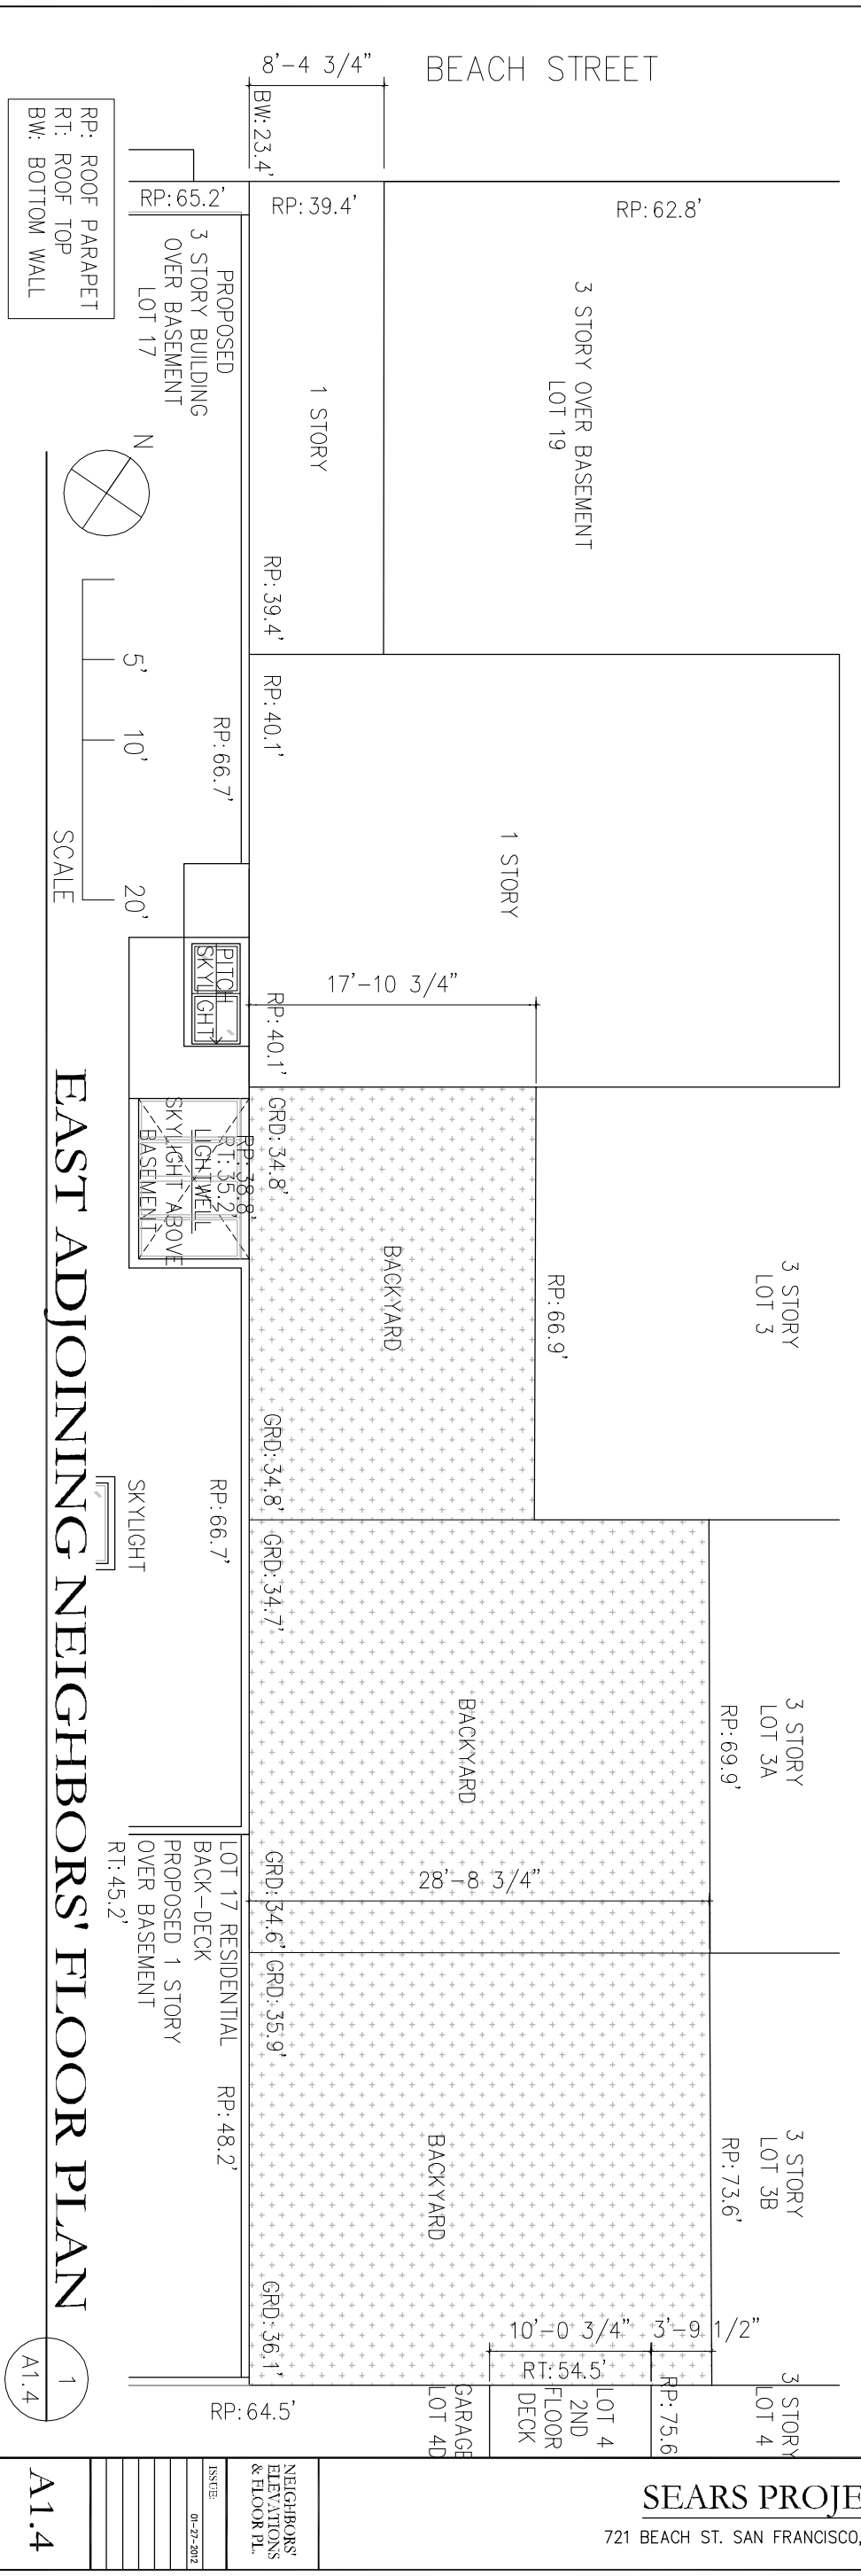 BEACH STREET
8'-4 3/4"
BW: 23.4'
RP: ROOF PARAPET
RT: ROOF TOP
BW: BOTTOM WALL
RP: 65.2'
RP: 39.4'
RP: 62.8'
PROPOSED
3 STORY BUILDING
OVER BASEMENT
LOT 17
1 STORY
3 STORY OVER BASEMENT
LOT 19
N
RP: 39.4'
RP: 40.1'
RP: 66.7'
5'
10'
20'
SCALE
1 STORY
PITCH
SKYLIGHT
RP: 40.1'
17'-10 3/4"
GRD: 34.8'
RP: 38.8'
RT: 35.2'
LIGHTWELL
SKYLIGHT ABOVE
BASEMENT
BACKYARD
RP: 66.9'
3 STORY
LOT 3
GRD: 34.8'
GRD: 34.7'
RP: 66.7'
SKYLIGHT
BACKYARD
3 STORY
LOT 3A
RP: 69.9'
28'-8 3/4"
GRD: 34.6'
GRD: 35.9'
LOT 17 RESIDENTIAL
BACK-DECK
PROPOSED 1 STORY
OVER BASEMENT
RT: 45.2'
RP: 48.2'
BACKYARD
3 STORY
LOT 3B
RP: 73.6'
GRD: 36.1'
10'-0 3/4"
3'-9 1/2"
RT: 54.5'
RP: 64.5'
GARAGE
LOT 4D
LOT 4
2ND
FLOOR
DECK
RP: 75.6
3 STORY
LOT 4
EAST ADJOINING NEIGHBORS' FLOOR PLAN
1
A1.4
SEARS PROJE
721 BEACH ST. SAN FRANCISCO,
NEIGHBORS'
ELEVATIONS
& FLOOR PL.
ISSUE:
01-27-2012
A1.4